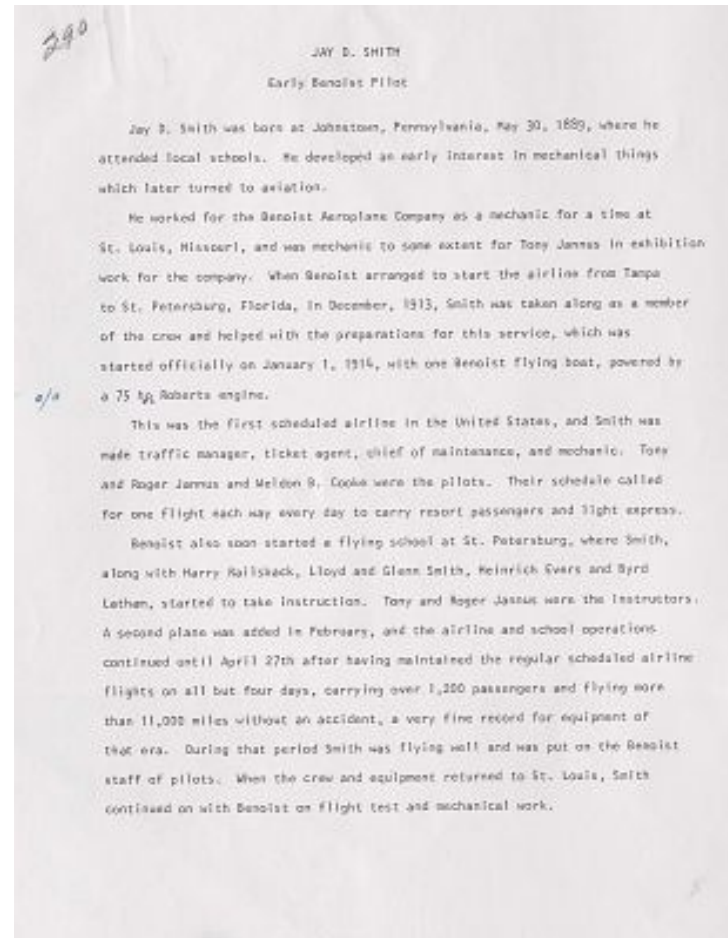 290
JAY D. SMITH
Early Benoist Pilot
Jay D. Smith was born at Johnstown, Pennsylvania, May 30, 1889, where he
attended local schools. He developed an early interest in mechanical things
which later turned to aviation.
He worked for the Benoist Aeroplane Company as a mechanic for a time at
St. Louis, Missouri, and was mechanic to some extent for Tony Jannus in exhibition
work for the company. When Benoist arranged to start the airline from Tampa
to St. Petersburg, Florida, in December, 1913, Smith was taken along as a member
of the crew and helped with the preparations for this service, which was
started officially on January 1, 1914, with one Benoist flying boat, powered by
a 75 hp Roberts engine.
This was the first scheduled airline in the United States, and Smith was
made traffic manager, ticket agent, chief of maintenance, and mechanic. Tony
and Roger Jannus and Weldon B. Cooke were the pilots. Their schedule called
for one flight each way every day to carry resort passengers and light express.
Benoist also soon started a flying school at St. Petersburg, where Smith,
along with Harry Railsback, Lloyd and Glenn Smith, Heinrich Evers and Byrd
Latham, started to take instruction. Tony and Roger Jannus were the instructors.
A second plane was added in February, and the airline and school operations
continued until April 27th after having maintained the regular scheduled airline
flights on all but four days, carrying over 1,200 passengers and flying more
than 11,000 miles without an accident, a very fine record for equipment of
that era. During that period Smith was flying well and was put on the Benoist
staff of pilots. When the crew and equipment returned to St. Louis, Smith
continued on with Benoist on flight test and mechanical work.